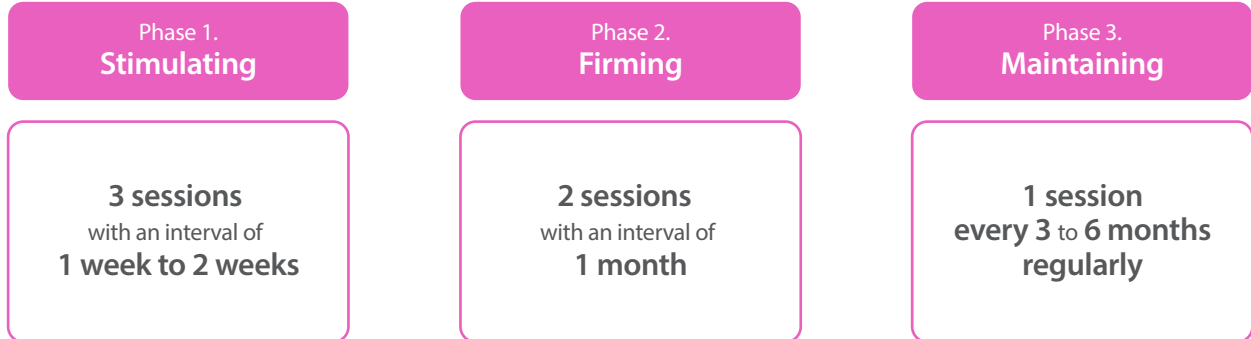 Phase 1.
Stimulating
3 sessions
with an interval of
1 week to 2 weeks
Phase 2.
Firming
2 sessions
with an interval of
1 month
Phase 3.
Maintaining
1 session
every 3 to 6 months
regularly